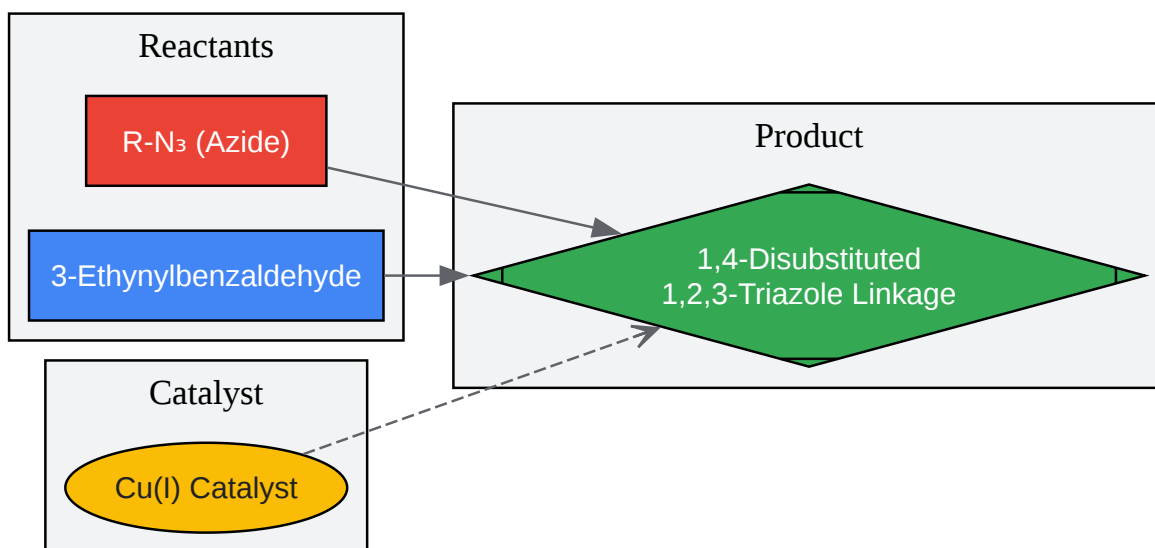 Reactants
R-N₃ (Azide)
3-Ethynylbenzaldehyde
Product
1,4-Disubstituted
1,2,3-Triazole Linkage
Catalyst
Cu(I) Catalyst